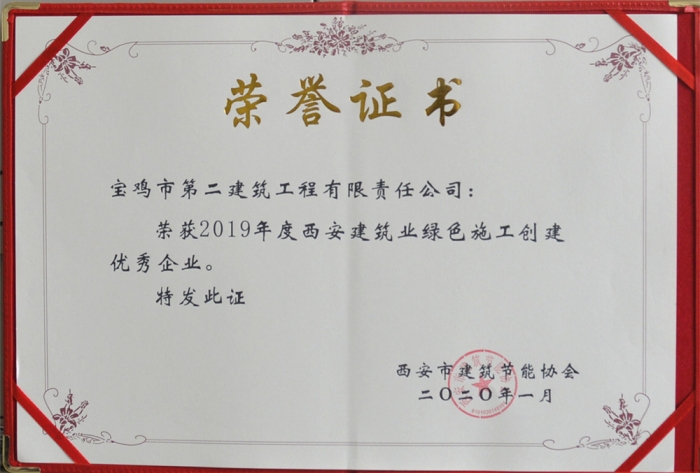 荣誉证书
宝鸡市第二建筑工程有限责任公司：
荣获2019年度西安建筑业绿色施工创建
优秀企业。
特发此证
西安市建筑节能协会
二〇二〇年一月